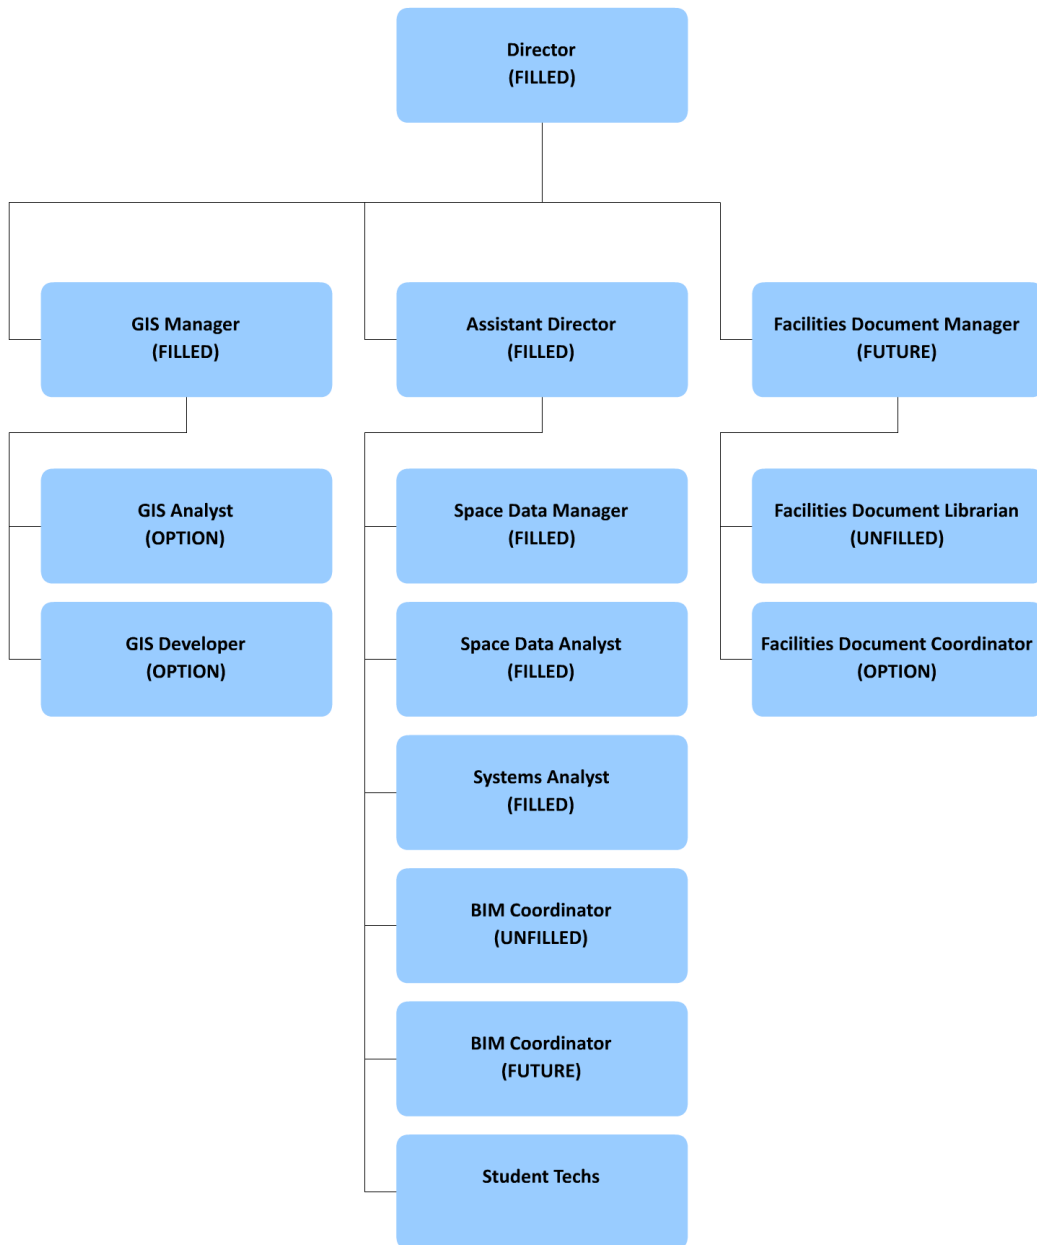 Director
(FILLED)
GIS Manager
(FILLED)
Assistant Director
(FILLED)
Facilities Document Manager
(FUTURE)
GIS Analyst
(OPTION)
Space Data Manager
(FILLED)
Facilities Document Librarian
(UNFILLED)
GIS Developer
(OPTION)
Space Data Analyst
(FILLED)
Facilities Document Coordinator
(OPTION)
Systems Analyst
(FILLED)
BIM Coordinator
(UNFILLED)
BIM Coordinator
(FUTURE)
Student Techs